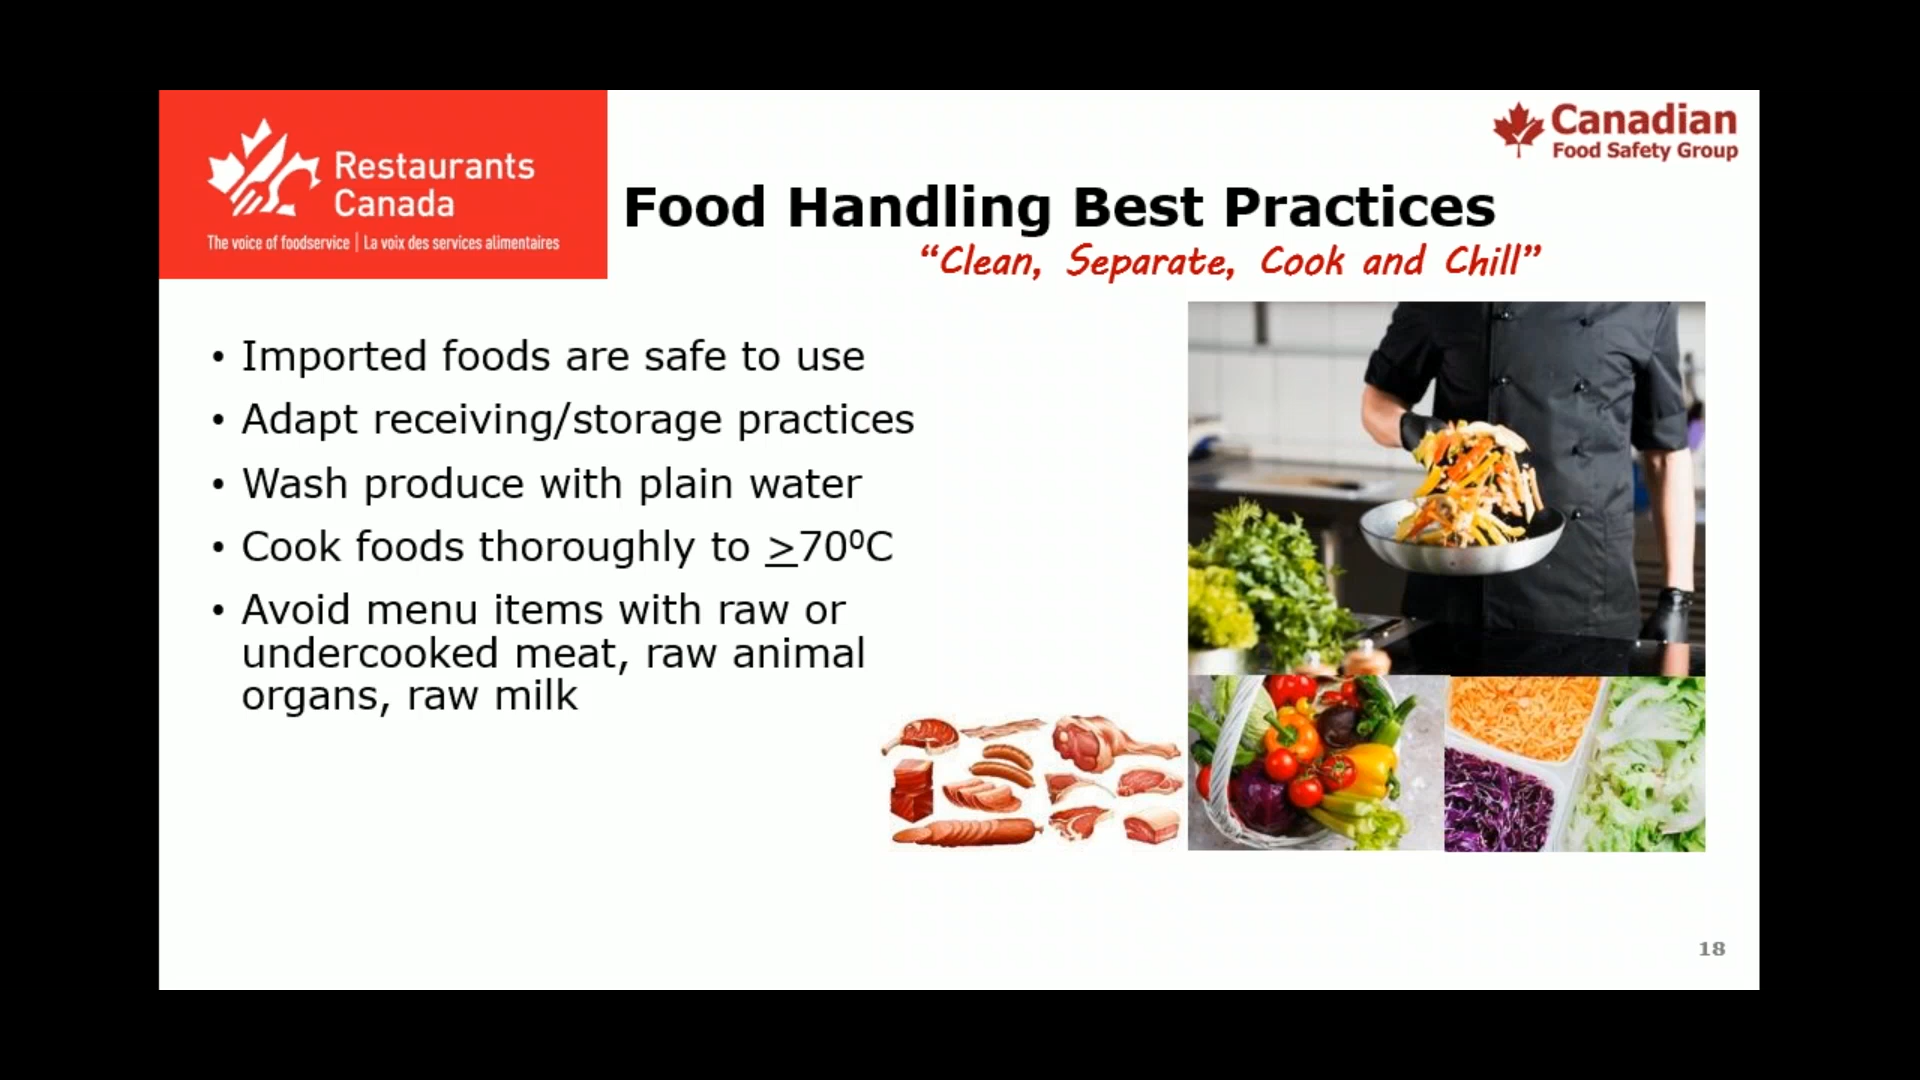 Restaurants
Canada
The voice of foodservice | La voix des services alimentaires
Canadian
Food Safety Group
Food Handling Best Practices
“Clean, Separate, Cook and Chill”
• Imported foods are safe to use
• Adapt receiving/storage practices
• Wash produce with plain water
• Cook foods thoroughly to >70⁰C
• Avoid menu items with raw or
undercooked meat, raw animal
organs, raw milk
18